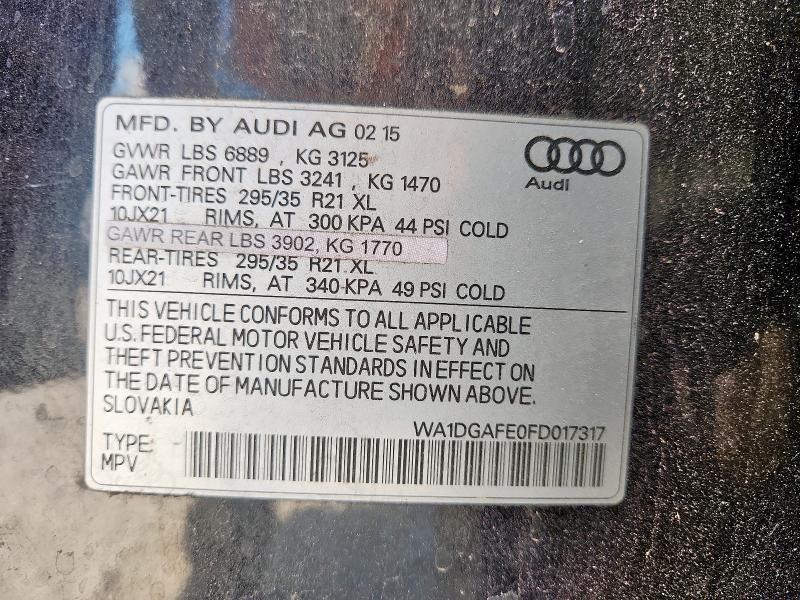 MFD. BY AUDI AG 02 15
GVWR LBS 6889 , KG 3125
GAWR FRONT LBS 3241 , KG 1470
FRONT-TIRES 295/35 R21 XL
10JX21 RIMS, AT 300 KPA 44 PSI COLD
GAWR REAR LBS 3902, KG 1770
REAR-TIRES 295/35 R21 XL
10JX21 RIMS, AT 340 KPA 49 PSI COLD
Audi
THIS VEHICLE CONFORMS TO ALL APPLICABLE
U.S. FEDERAL MOTOR VEHICLE SAFETY AND
THEFT PREVENTION STANDARDS IN EFFECT ON
THE DATE OF MANUFACTURE SHOWN ABOVE.
SLOVAKIA
WA1DGAFE0FD017317
TYPE:
MPV